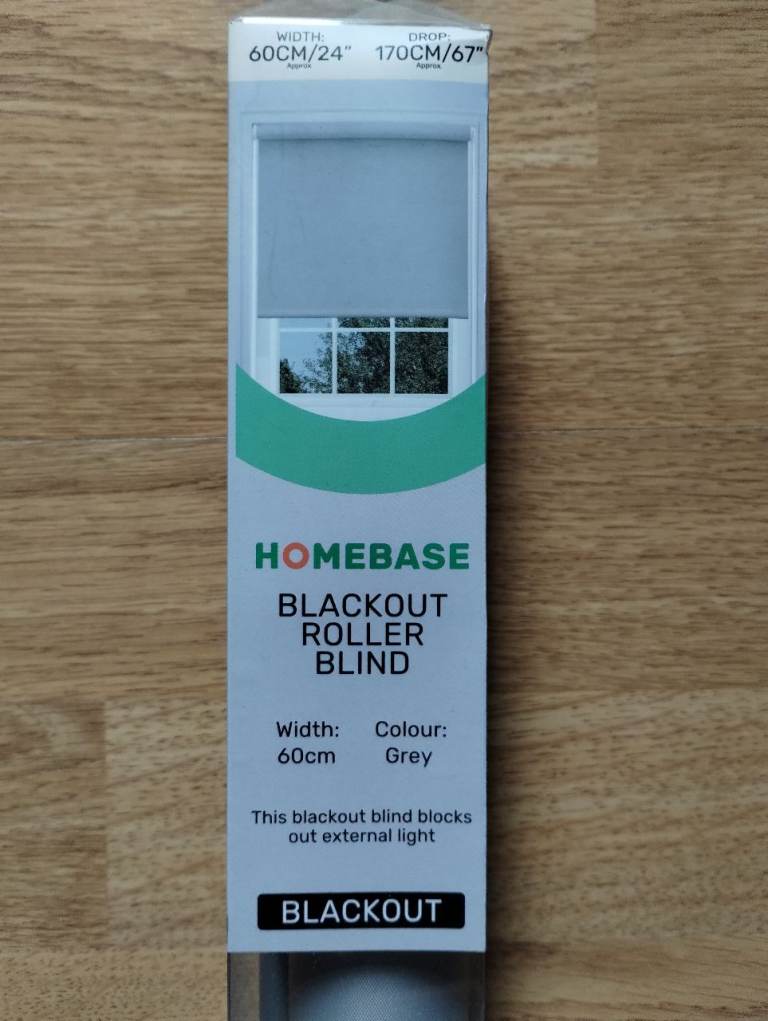 WIDTH: DROP:
60CM/24" 170CM/67"
Approx Approx
HOMEBASE
BLACKOUT
ROLLER
BLIND
Width: Colour:
60cm Grey
This blackout blind blocks
out external light
BLACKOUT